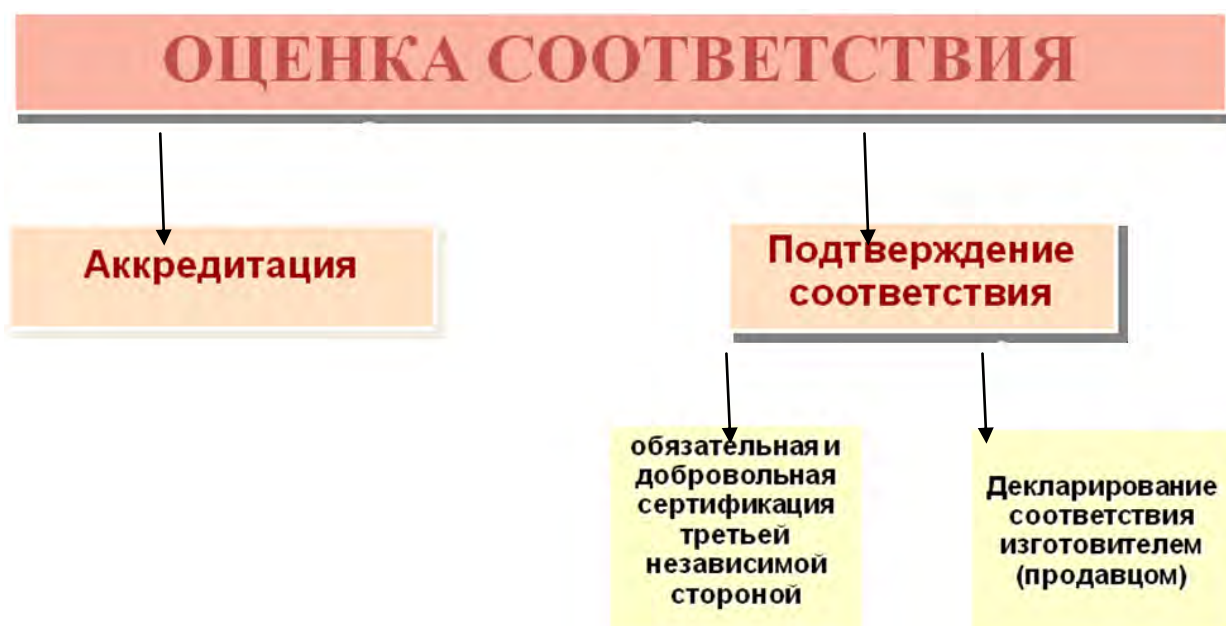 ОЦЕНКА СООТВЕТСТВИЯ
Аккредитация
Подтверждение
соответствия
обязательная и
добровольная
сертификация
третьей
независимой
стороной
Декларирование
соответствия
изготовителем
(продавцом)